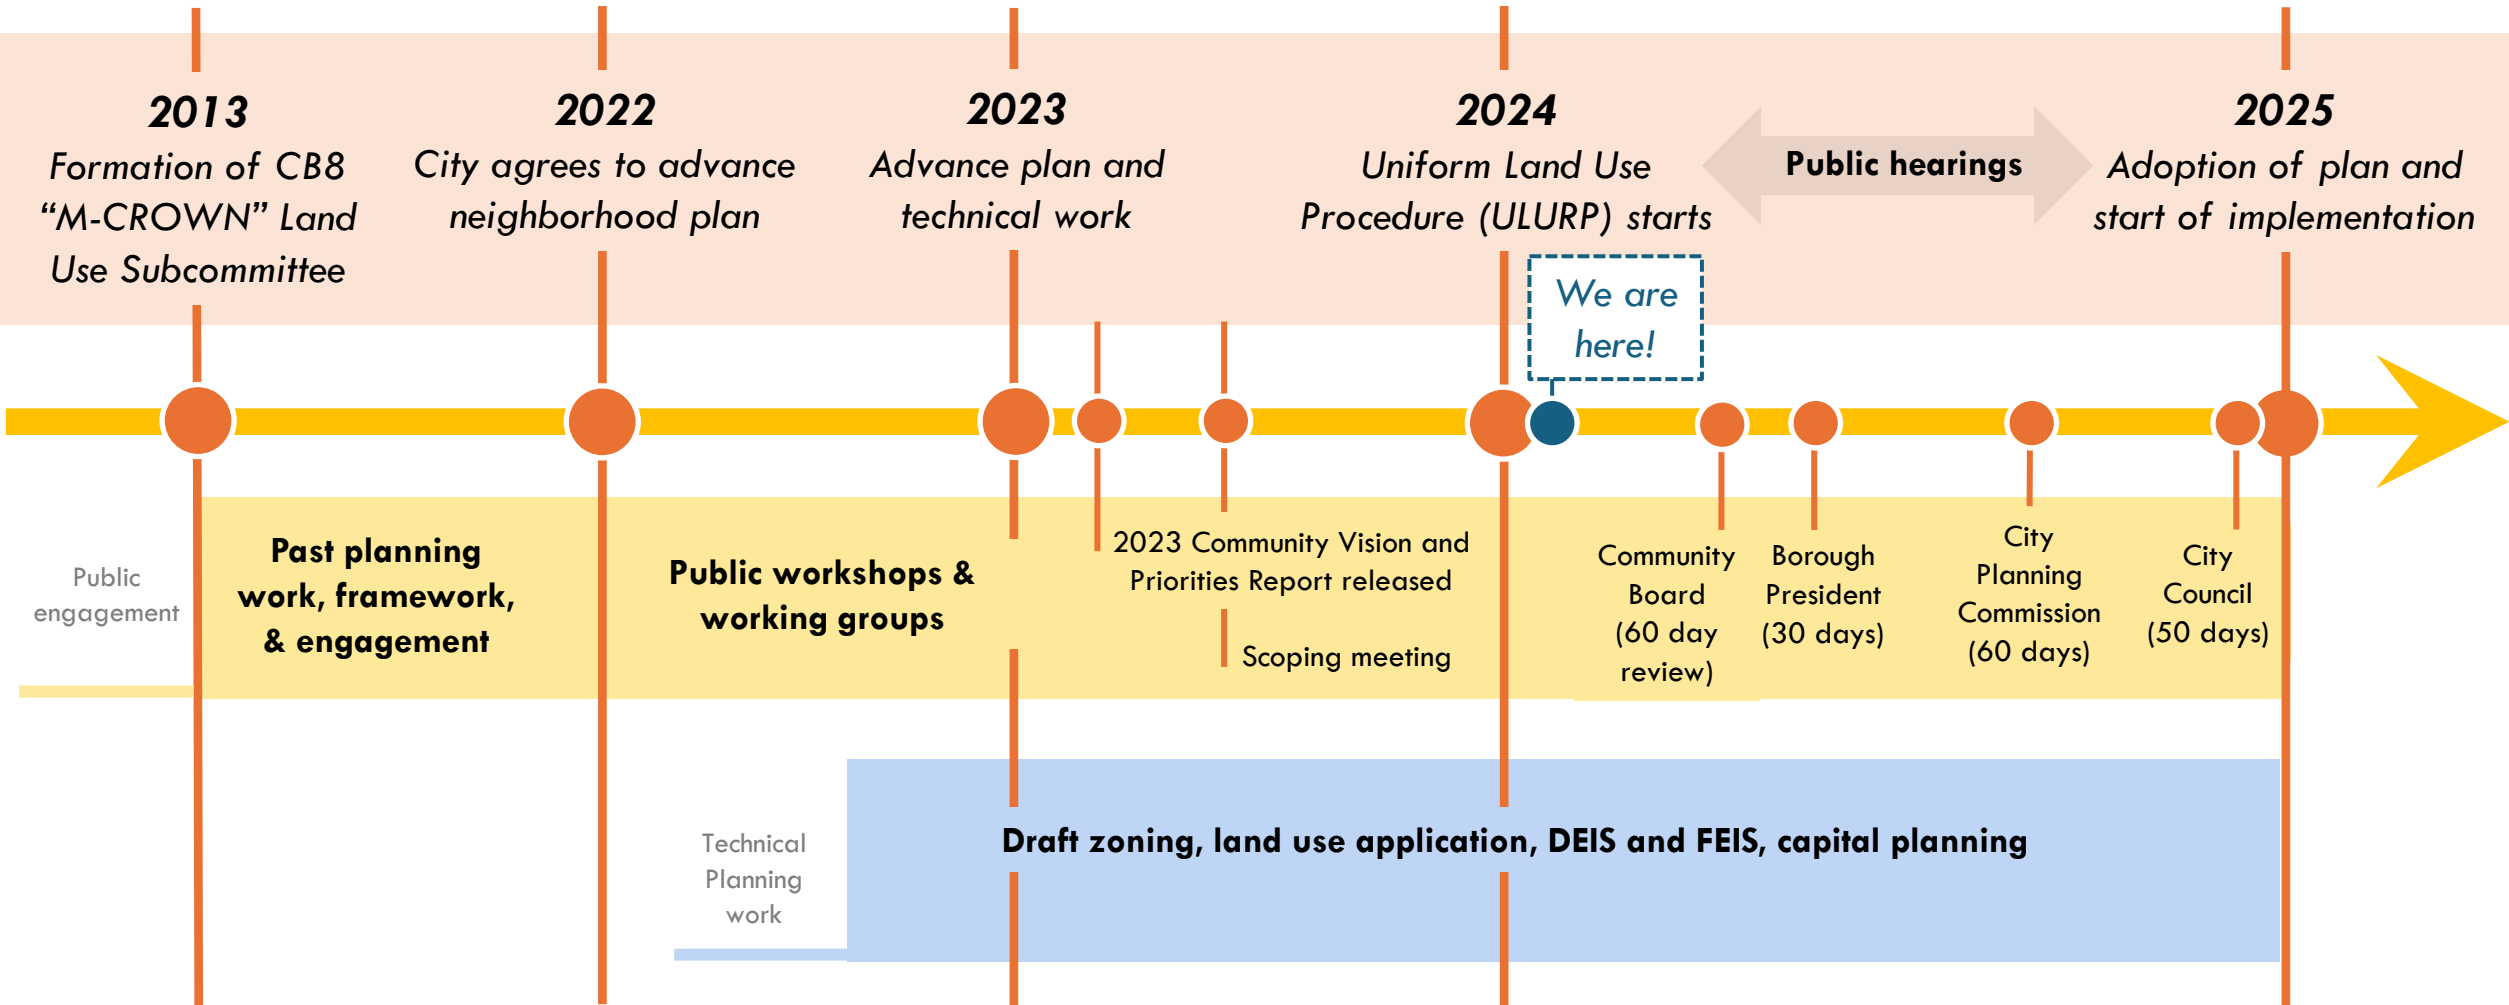 2013
Formation of CB8
“M-CROWN” Land
Use Subcommittee
2022
City agrees to advance
neighborhood plan
2023
Advance plan and
technical work
2024
Uniform Land Use
Procedure (ULURP) starts
Public hearings
2025
Adoption of plan and
start of implementation
We are
here!
Public
engagement
Past planning
work, framework,
& engagement
Public workshops &
working groups
2023 Community Vision and
Priorities Report released
Scoping meeting
Community
Board
(60 day
review)
Borough
President
(30 days)
City
Planning
Commission
(60 days)
City
Council
(50 days)
Technical
Planning
work
Draft zoning, land use application, DEIS and FEIS, capital planning